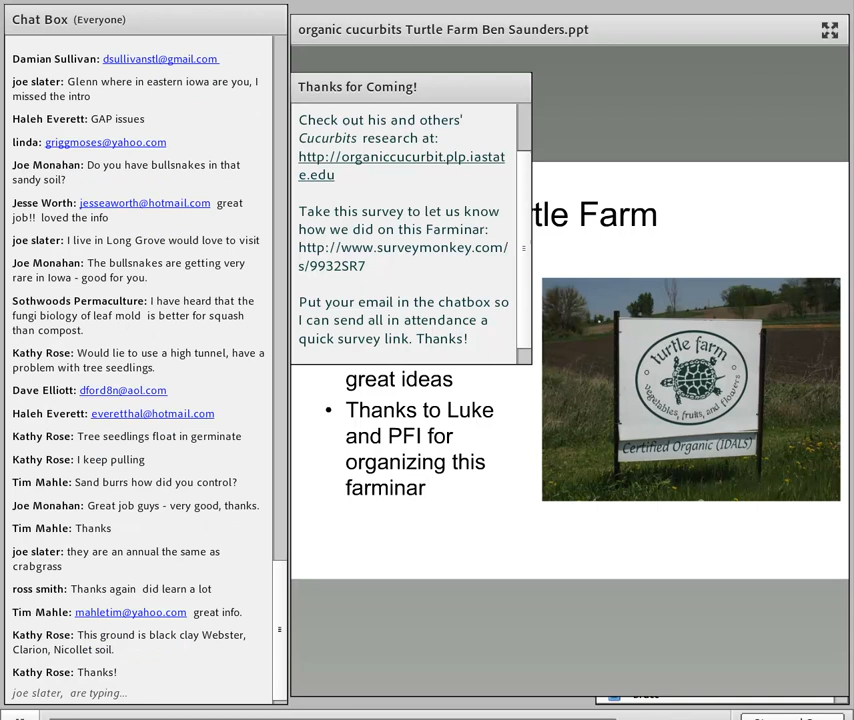 Chat Box (Everyone)
Damian Sullivan: dsullivanstl@gmail.com
joe slater: Glenn where in eastern iowa are you, I
missed the intro
Haleh Everett: GAP issues
linda: griggmoses@yahoo.com
Joe Monahan: Do you have bullsnakes in that
sandy soil?
Jesse Worth: jesseaworth@hotmail.com great
job!! loved the info
joe slater: I live in Long Grove would love to visit
Joe Monahan: The bullsnakes are getting very
rare in Iowa - good for you.
Sothwoods Permaculture: I have heard that the
fungi biology of leaf mold is better for squash
than compost.
Kathy Rose: Would lie to use a high tunnel, have a
problem with tree seedlings.
Dave Elliott: dford8n@aol.com
Haleh Everett: everetthal@hotmail.com
Kathy Rose: Tree seedlings float in germinate
Kathy Rose: I keep pulling
Tim Mahle: Sand burrs how did you control?
Joe Monahan: Great job guys - very good, thanks.
Tim Mahle: Thanks
joe slater: they are an annual the same as
crabgrass
ross smith: Thanks again did learn a lot
Tim Mahle: mahletim@yahoo.com great info.
Kathy Rose: This ground is black clay Webster,
Clarion, Nicollet soil.
Kathy Rose: Thanks!
joe slater, are typing...
organic cucurbits Turtle Farm Ben Saunders.ppt
Thanks for Coming!
Check out his and others'
Cucurbits research at:
http://organiccucurbit.plp.iastat
e.edu
Take this survey to let us know
how we did on this Farminar:
http://www.surveymonkey.com/
s/9932SR7
Put your email in the chatbox so
I can send all in attendance a
quick survey link. Thanks!
tle Farm
great ideas
• Thanks to Luke
and PFI for
organizing this
farminar
turtle farm
vegetables, fruits, and flowers
Certified Organic (IDALS)